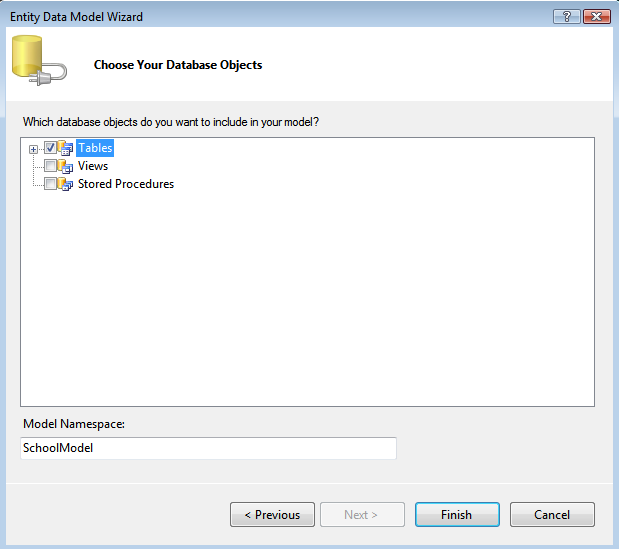 Entity Data Model Wizard
Choose Your Database Objects
Which database objects do you want to include in your model?
Tables
Views
Stored Procedures
Model Namespace:
SchoolModel
< Previous
Next >
Finish
Cancel